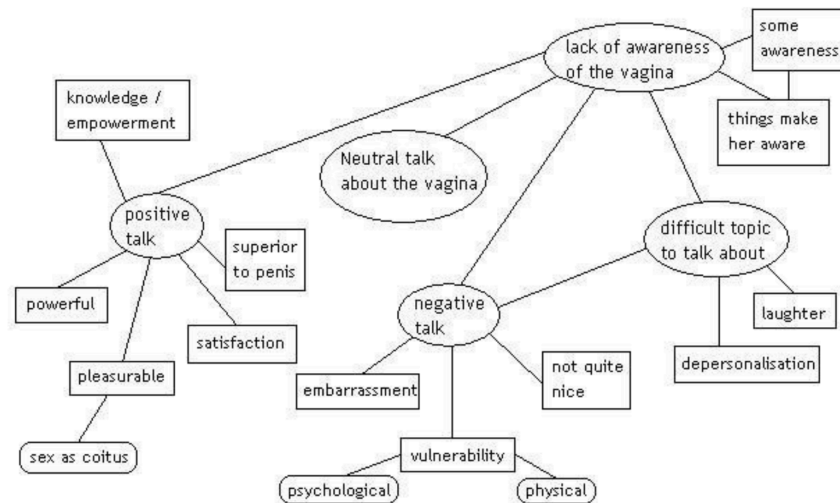 some
awareness
lack of awareness
of the vagina
knowledge /
empowerment
things make
her aware
Neutral talk
about the vagina
positive
talk
superior
to penis
difficult topic
to talk about
powerful
negative
talk
laughter
satisfaction
depersonalisation
pleasurable
embarrassment
not quite
nice
sex as coitus
vulnerability
psychological
physical